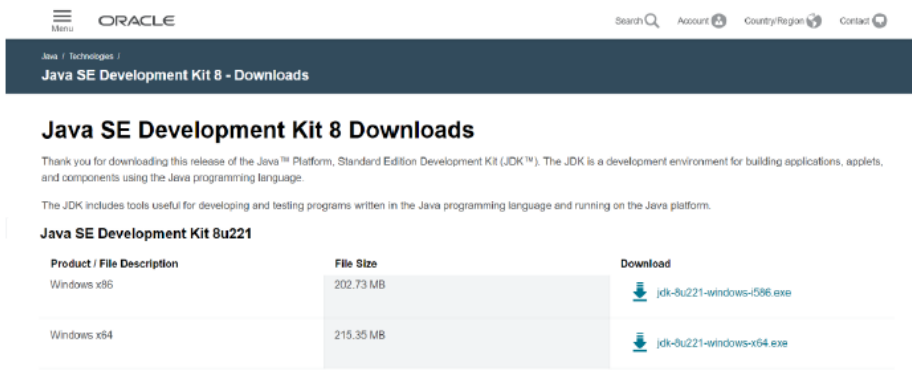 Menu
ORACLE
Search
Account
Country/Region
Contact
Java / Technologies /
Java SE Development Kit 8 - Downloads
Java SE Development Kit 8 Downloads
Thank you for downloading this release of the Java™ Platform, Standard Edition Development Kit (JDK™). The JDK is a development environment for building applications, applets,
and components using the Java programming language.
The JDK includes tools useful for developing and testing programs written in the Java programming language and running on the Java platform.
Java SE Development Kit 8u221
Product / File Description File Size Download
Windows x86 202.73 MB jdk-8u221-windows-i586.exe
Windows x64 215.35 MB jdk-8u221-windows-x64.exe